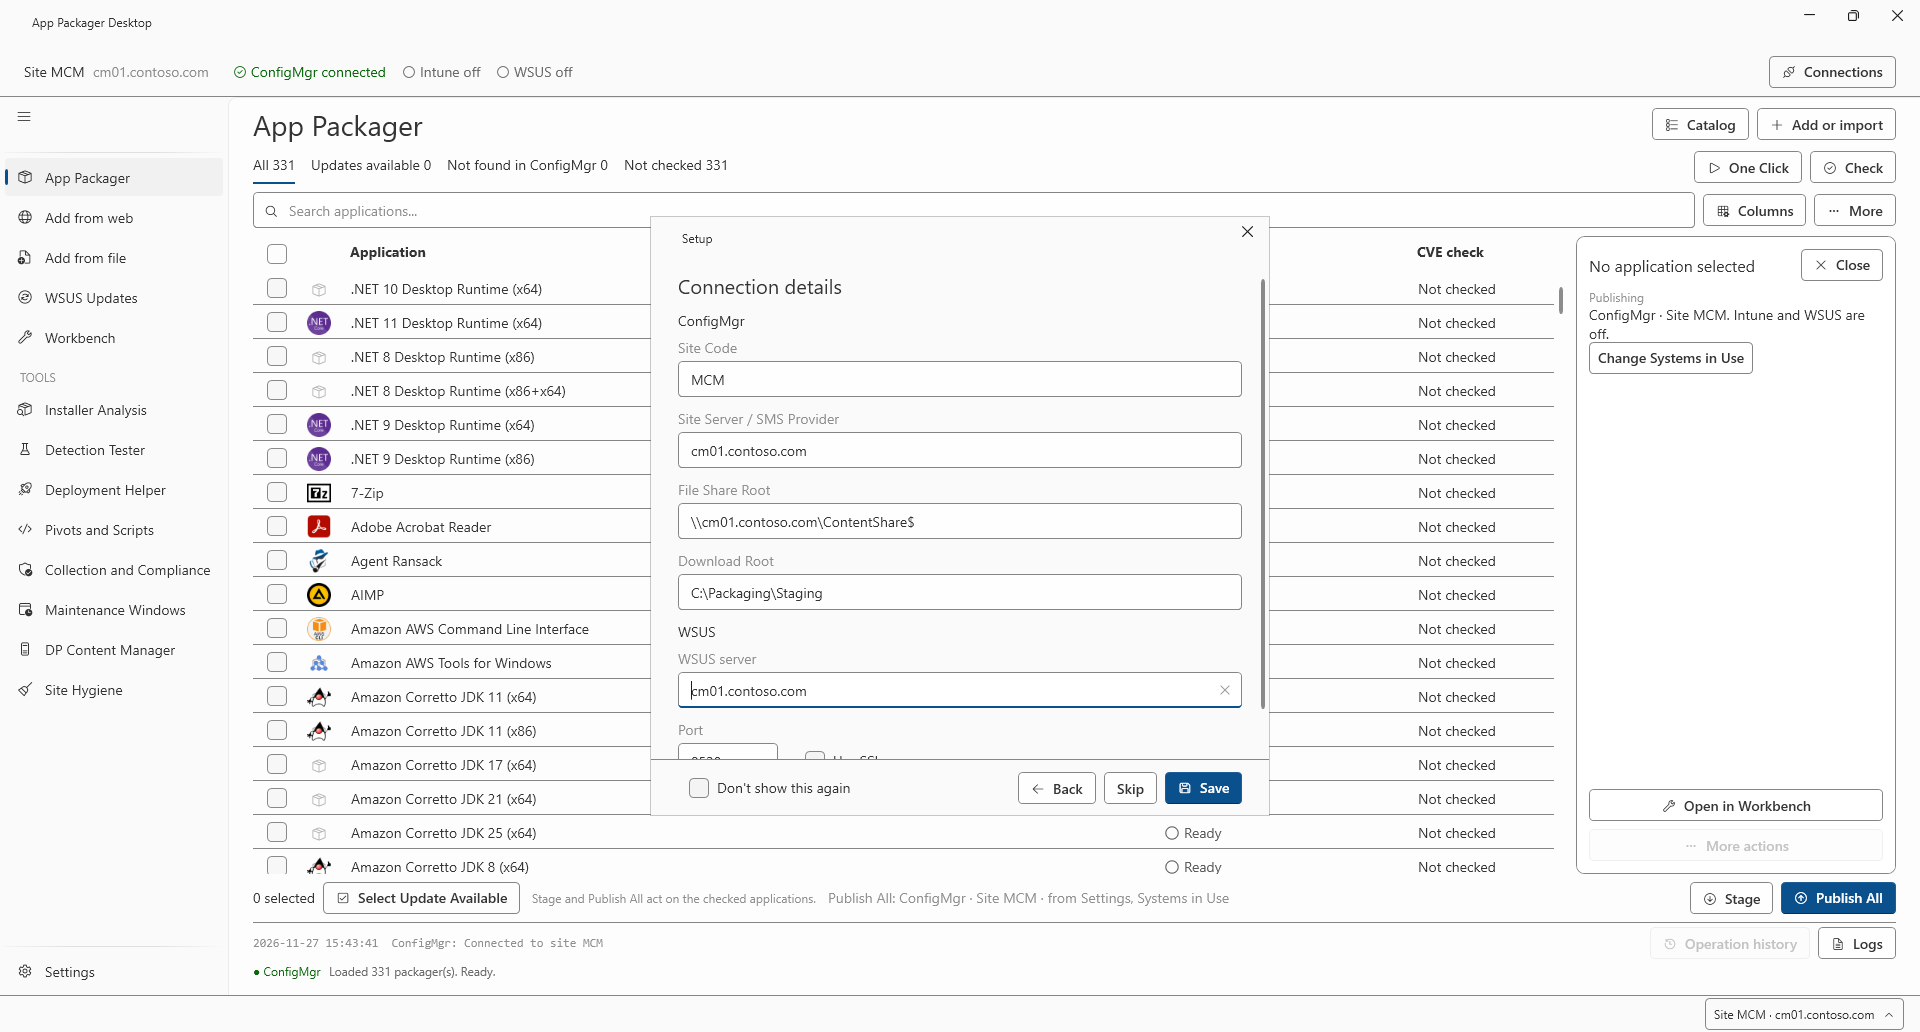 App Packager Desktop
Site MCM cm01.contoso.com ConfigMgr connected Intune off WSUS off Connections
App Packager
Add from web
Add from file
WSUS Updates
Workbench
TOOLS
Installer Analysis
Detection Tester
Deployment Helper
Pivots and Scripts
Collection and Compliance
Maintenance Windows
DP Content Manager
Site Hygiene
Settings
App Packager
Catalog Add or import
All 331 Updates available 0 Not found in ConfigMgr 0 Not checked 331
One Click Check
Search applications...
Columns More
Application CVE check
.NET 10 Desktop Runtime (x64) Not checked
.NET 11 Desktop Runtime (x64) Not checked
.NET 8 Desktop Runtime (x86) Not checked
.NET 8 Desktop Runtime (x86+x64) Not checked
.NET 9 Desktop Runtime (x64) Not checked
.NET 9 Desktop Runtime (x86) Not checked
7-Zip Not checked
Adobe Acrobat Reader Not checked
Agent Ransack Not checked
AIMP Not checked
Amazon AWS Command Line Interface Not checked
Amazon AWS Tools for Windows Not checked
Amazon Corretto JDK 11 (x64) Not checked
Amazon Corretto JDK 11 (x86) Not checked
Amazon Corretto JDK 17 (x64) Not checked
Amazon Corretto JDK 21 (x64) Not checked
Amazon Corretto JDK 25 (x64) Ready Not checked
Amazon Corretto JDK 8 (x64) Ready Not checked
Setup
Connection details
ConfigMgr
Site Code
MCM
Site Server / SMS Provider
cm01.contoso.com
File Share Root
\\cm01.contoso.com\ContentShare$
Download Root
C:\Packaging\Staging
WSUS
WSUS server
cm01.contoso.com
Port
Don't show this again Back Skip Save
No application selected Close
Publishing
ConfigMgr · Site MCM. Intune and WSUS are
off.
Change Systems in Use
Open in Workbench
More actions
0 selected Select Update Available Stage and Publish All act on the checked applications. Publish All: ConfigMgr · Site MCM · from Settings, Systems in Use Stage Publish All
2026-11-27 15:43:41 ConfigMgr: Connected to site MCM Operation history Logs
ConfigMgr Loaded 331 packager(s). Ready.
Site MCM · cm01.contoso.com